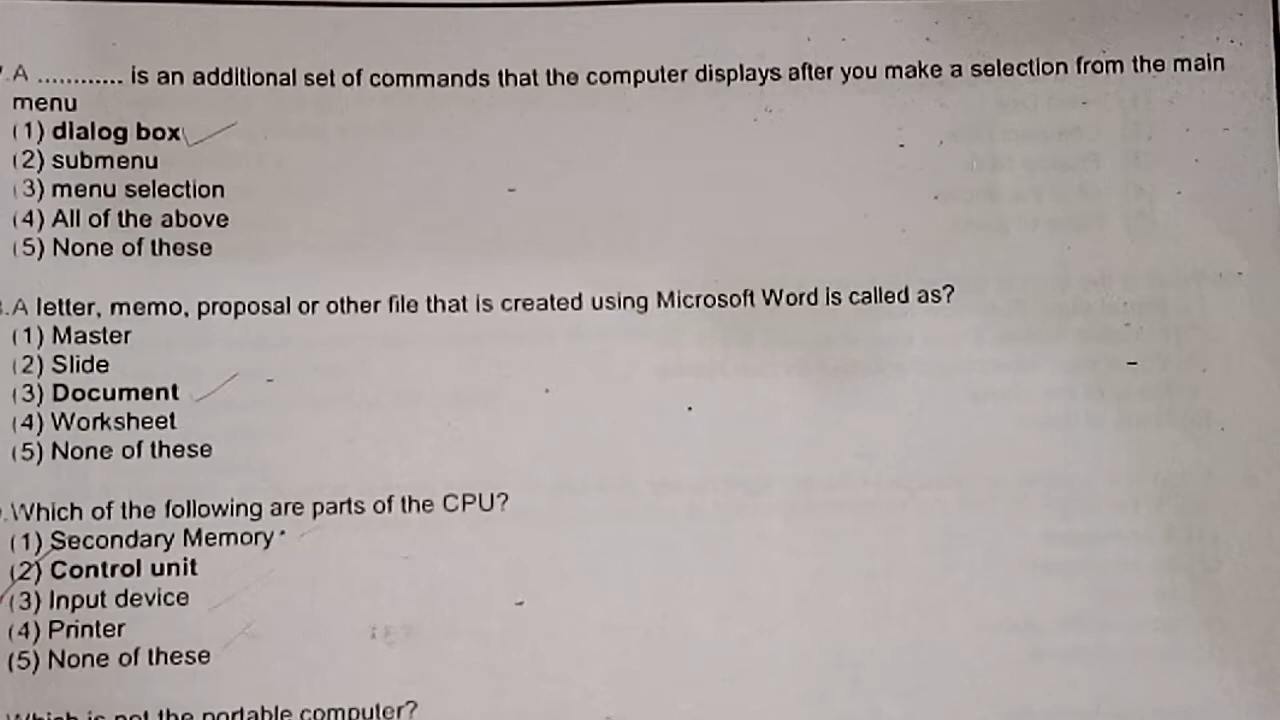 .A ............ is an additional set of commands that the computer displays after you make a selection from the main
menu
(1) dialog box
(2) submenu
(3) menu selection
(4) All of the above
(5) None of these
.A letter, memo, proposal or other file that is created using Microsoft Word is called as?
(1) Master
(2) Slide
(3) Document
(4) Worksheet
(5) None of these
.Which of the following are parts of the CPU?
(1) Secondary Memory
(2) Control unit
(3) Input device
(4) Printer
(5) None of these
Which is not the portable computer?